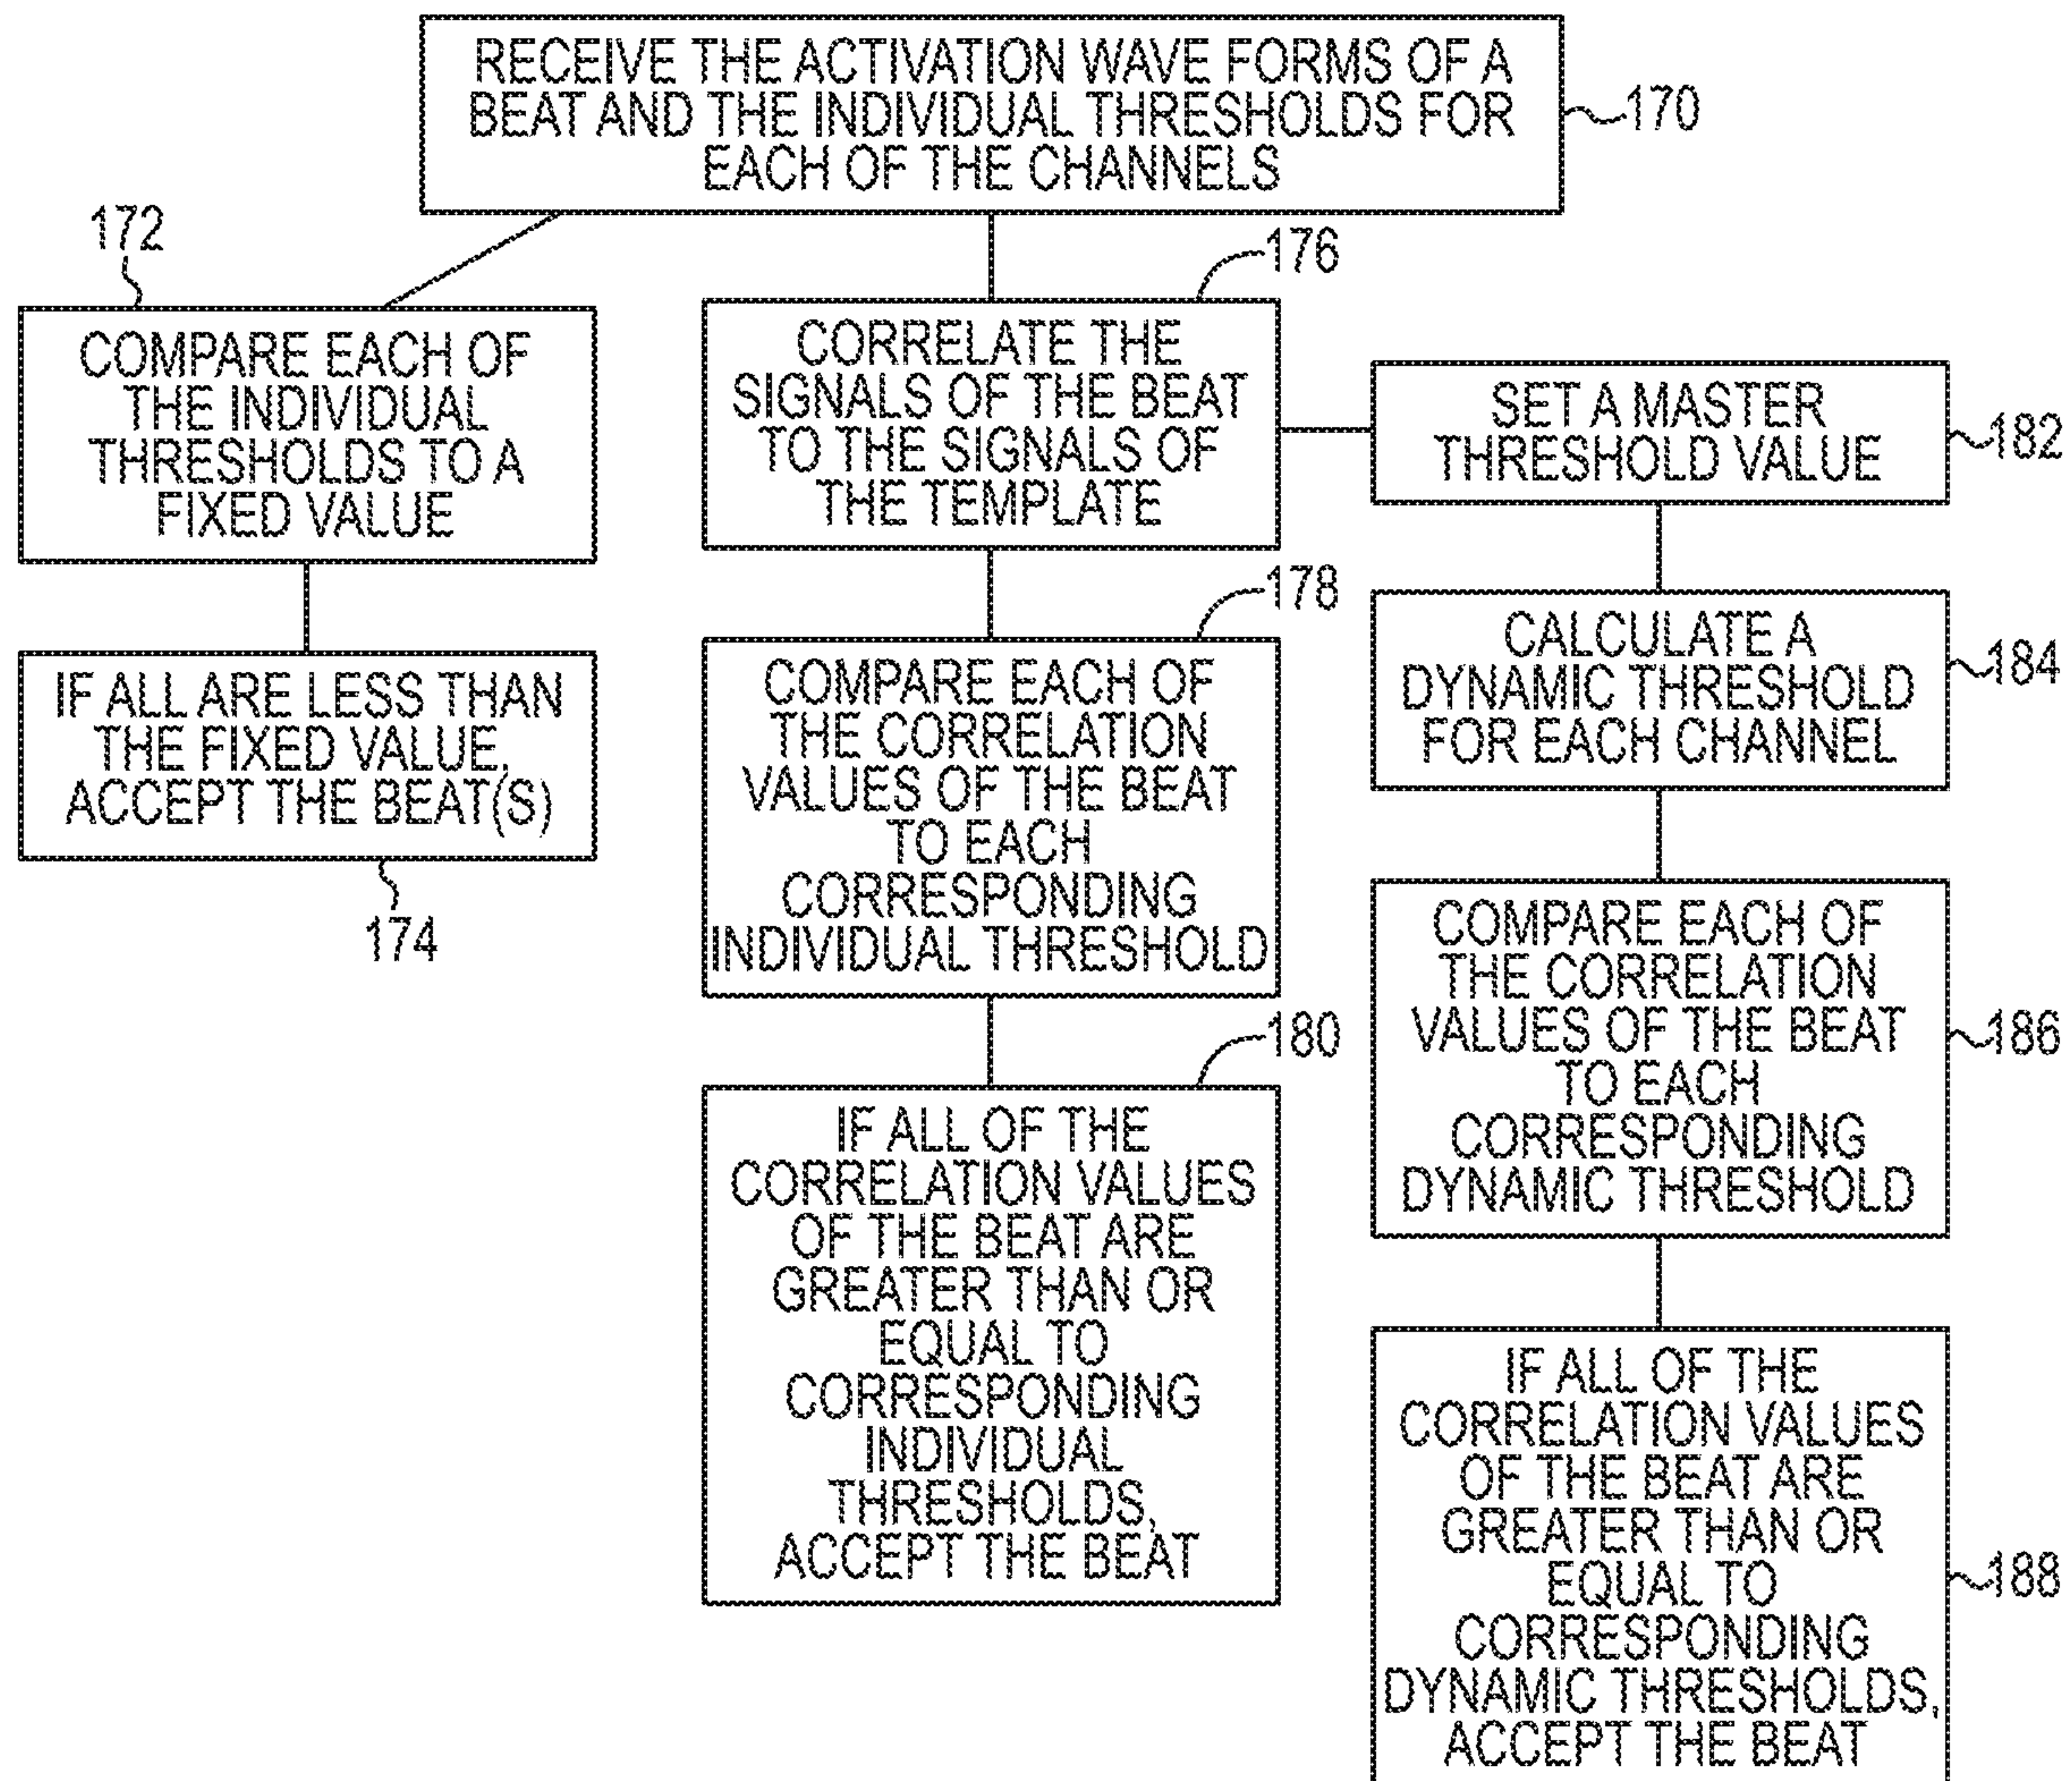 RECEIVE THE ACTIVATION WAVE FORMS OF A
BEAT AND THE INDIVIDUAL THRESHOLDS FOR
EACH OF THE CHANNELS
170
172
COMPARE EACH OF
THE INDIVIDUAL
THRESHOLDS TO A
FIXED VALUE
IF ALL ARE LESS THAN
THE FIXED VALUE,
ACCEPT THE BEAT(S)
174
176
CORRELATE THE
SIGNALS OF THE BEAT
TO THE SIGNALS OF
THE TEMPLATE
178
COMPARE EACH OF
THE CORRELATION
VALUES OF THE BEAT
TO EACH
CORRESPONDING
INDIVIDUAL THRESHOLD
180
IF ALL OF THE
CORRELATION VALUES
OF THE BEAT ARE
GREATER THAN OR
EQUAL TO
CORRESPONDING
INDIVIDUAL
THRESHOLDS,
ACCEPT THE BEAT
SET A MASTER
THRESHOLD VALUE
182
CALCULATE A
DYNAMIC THRESHOLD
FOR EACH CHANNEL
184
COMPARE EACH OF
THE CORRELATION
VALUES OF THE BEAT
TO EACH
CORRESPONDING
DYNAMIC THRESHOLD
186
IF ALL OF THE
CORRELATION VALUES
OF THE BEAT ARE
GREATER THAN OR
EQUAL TO
CORRESPONDING
DYNAMIC THRESHOLDS,
ACCEPT THE BEAT
188